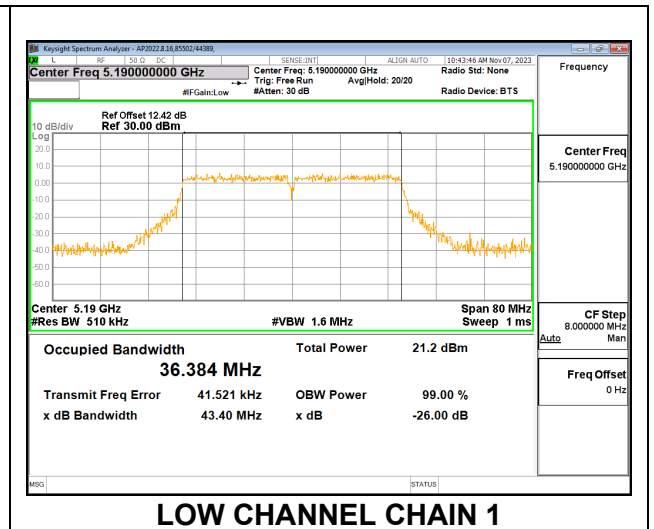 Keysight Spectrum Analyzer - AP2022.8.16,85502/44389,
L RF 50 Ω DC SENSE:INT ALIGN AUTO 10:43:46 AM Nov 07, 2023
Center Freq 5.190000000 GHz
Center Freq: 5.190000000 GHz Radio Std: None
Trig: Free Run Avg|Hold: 20/20
#IFGain:Low #Atten: 30 dB Radio Device: BTS
Frequency
Ref Offset 12.42 dB
10 dB/div Ref 30.00 dBm
Log
20.0
10.0
0.00
-10.0
-20.0
-30.0
-40.0
-50.0
-60.0
Center Freq
5.190000000 GHz
Center 5.19 GHz Span 80 MHz
#Res BW 510 kHz #VBW 1.6 MHz Sweep 1 ms
CF Step
8.000000 MHz
Auto Man
Occupied Bandwidth Total Power 21.2 dBm
36.384 MHz
Freq Offset
0 Hz
Transmit Freq Error 41.521 kHz OBW Power 99.00 %
x dB Bandwidth 43.40 MHz x dB -26.00 dB
MSG STATUS
LOW CHANNEL CHAIN 1